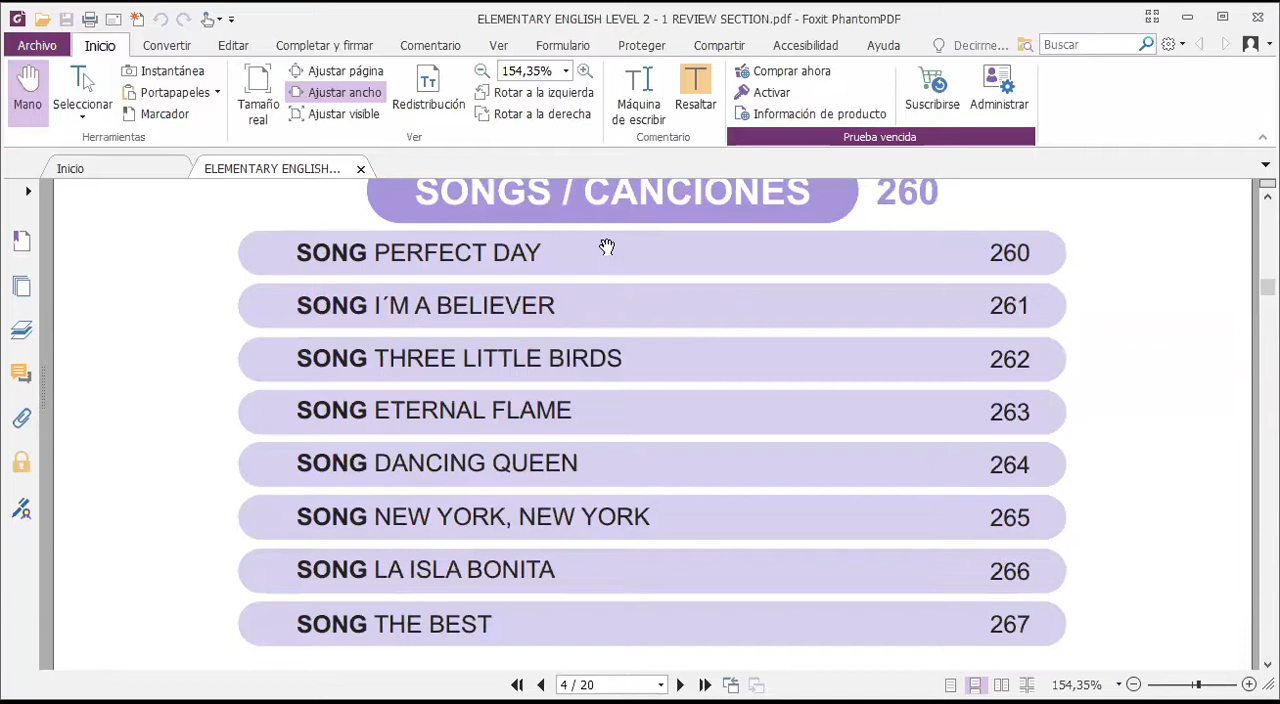 ELEMENTARY ENGLISH LEVEL 2 - 1 REVIEW SECTION.pdf - Foxit PhantomPDF
Archivo Inicio Convertir Editar Completar y firmar Comentario Ver Formulario Proteger Compartir Accesibilidad Ayuda Decirme... Buscar
Mano
Seleccionar
Instantánea
Portapapeles
Marcador
Herramientas
Tamaño real
Ajustar página
Ajustar ancho
Ajustar visible
Redistribución
154,35%
Rotar a la izquierda
Rotar a la derecha
Ver
Máquina de escribir
Resaltar
Comentario
Comprar ahora
Activar
Información de producto
Suscribirse
Administrar
Prueba vencida
Inicio ELEMENTARY ENGLISH...
SONGS / CANCIONES 260
SONG PERFECT DAY 260
SONG I´M A BELIEVER 261
SONG THREE LITTLE BIRDS 262
SONG ETERNAL FLAME 263
SONG DANCING QUEEN 264
SONG NEW YORK, NEW YORK 265
SONG LA ISLA BONITA 266
SONG THE BEST 267
4 / 20 154,35%